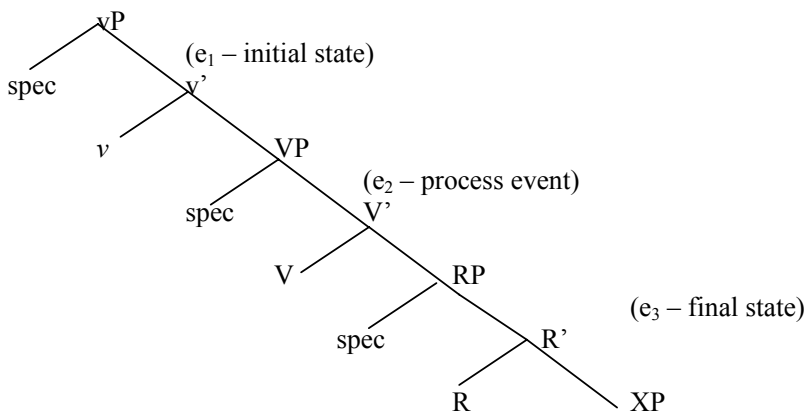 vP
(e₁ – initial state)
spec
v’
v
VP
(e₂ – process event)
spec
V’
V
RP
(e₃ – final state)
spec
R’
R
XP